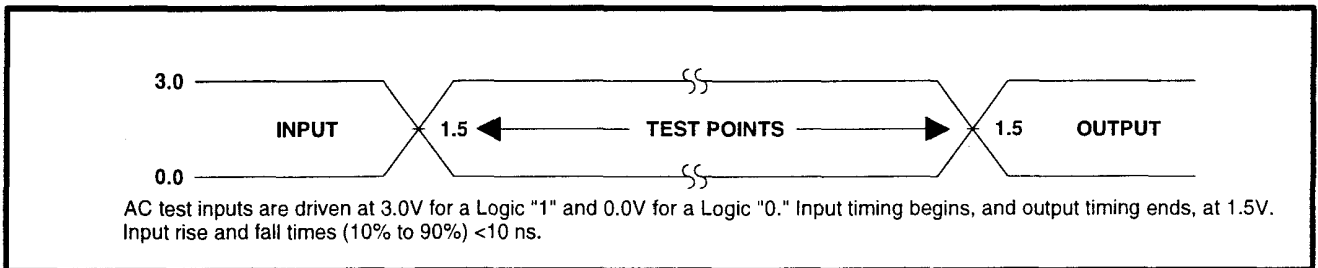 3.0
INPUT 1.5 TEST POINTS 1.5 OUTPUT
0.0
AC test inputs are driven at 3.0V for a Logic "1" and 0.0V for a Logic "0." Input timing begins, and output timing ends, at 1.5V.
Input rise and fall times (10% to 90%) <10 ns.